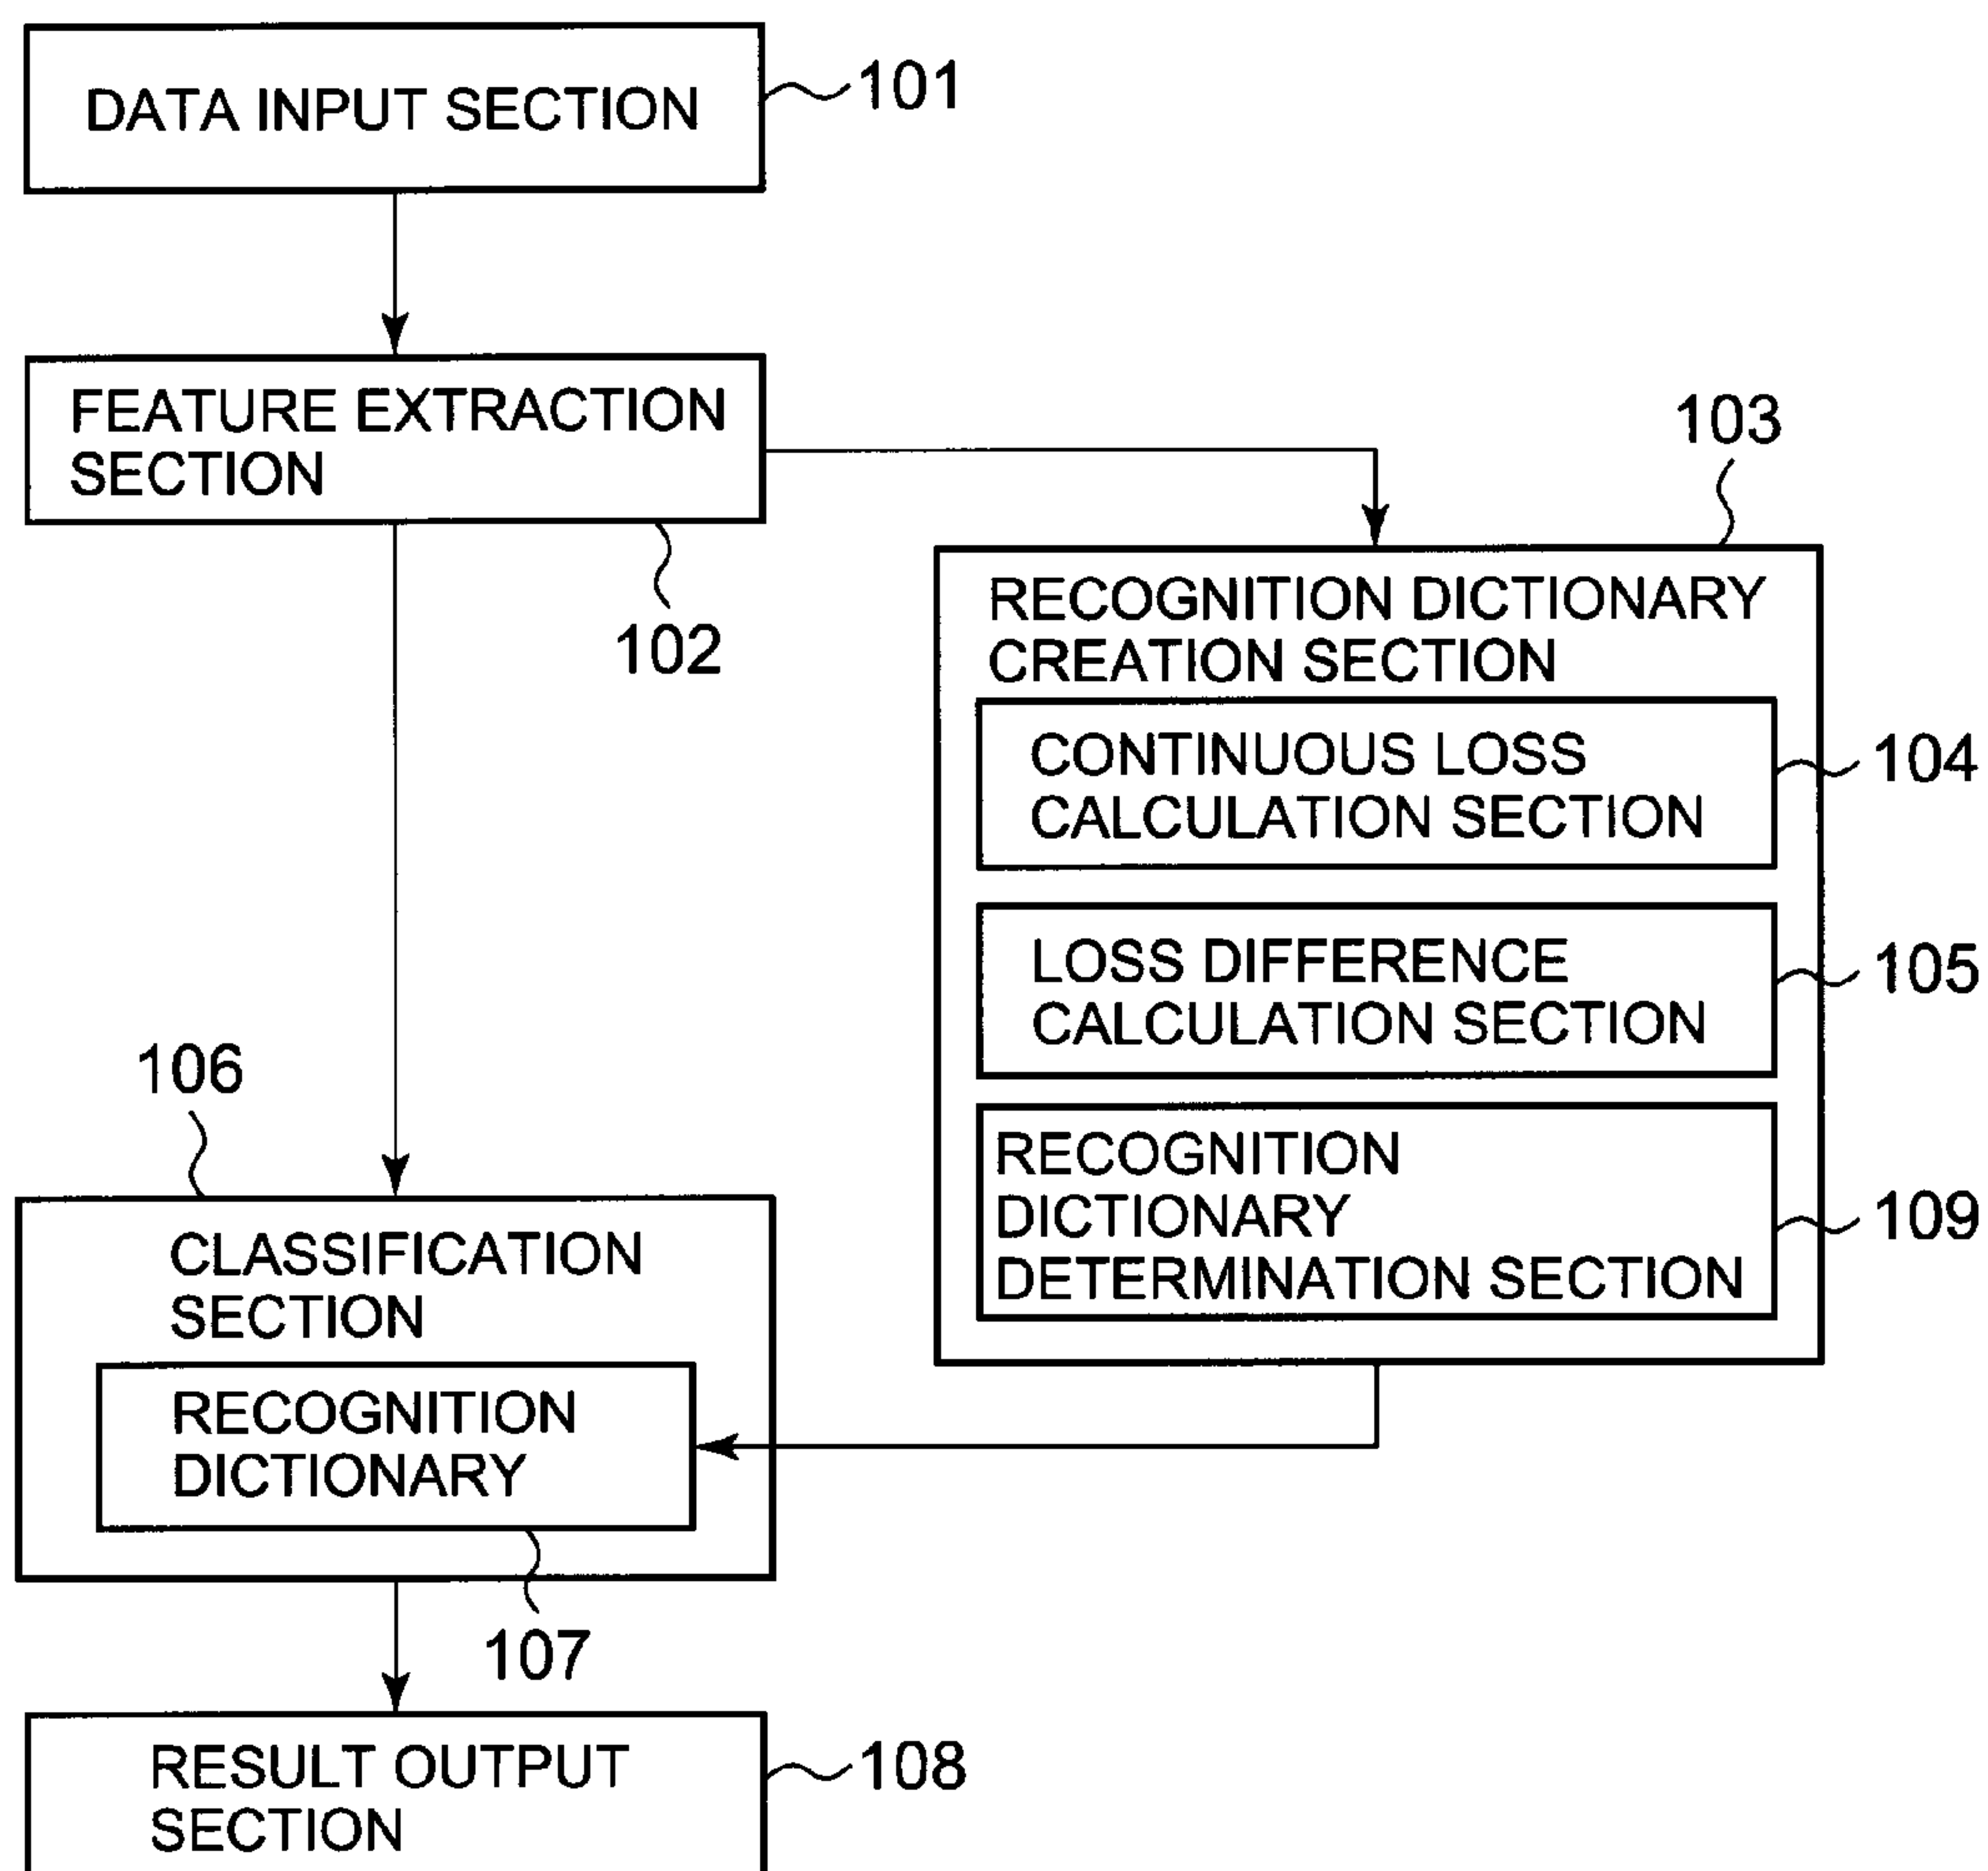 DATA INPUT SECTION
101
FEATURE EXTRACTION
SECTION
102
103
RECOGNITION DICTIONARY
CREATION SECTION
CONTINUOUS LOSS
CALCULATION SECTION
104
LOSS DIFFERENCE
CALCULATION SECTION
105
RECOGNITION
DICTIONARY
DETERMINATION SECTION
109
106
CLASSIFICATION
SECTION
RECOGNITION
DICTIONARY
107
RESULT OUTPUT
SECTION
108